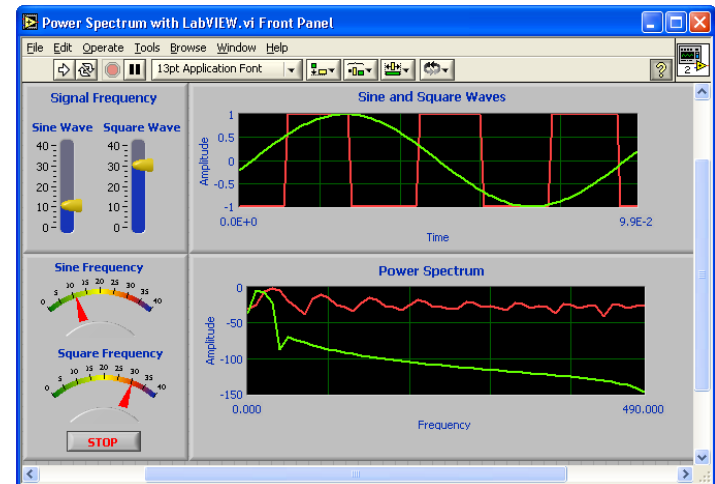 Power Spectrum with LabVIEW.vi Front Panel
File Edit Operate Tools Browse Window Help
13pt Application Font
?
2
Signal Frequency
Sine Wave Square Wave
40 40
30 30
20 20
10 10
0 0
Sine and Square Waves
Amplitude
1
0.5
0
-0.5
-1
0.0E+0 9.9E-2
Time
Sine Frequency
0 5 10 15 20 25 30 35 40
Square Frequency
0 5 10 15 20 25 30 35 40
STOP
Power Spectrum
Amplitude
0
-50
-100
-150
0.000 490.000
Frequency